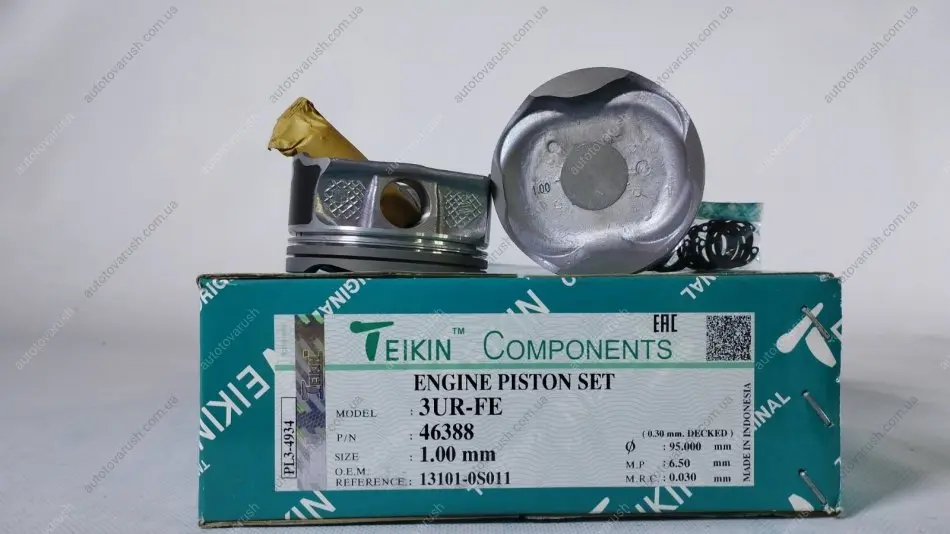 autotovarush.com.ua
1.00
ORIGINAL
TEIKIN
EAC
TEIKIN™ COMPONENTS
ENGINE PISTON SET
MODEL : 3UR-FE
P/N : 46388
SIZE : 1.00 mm
O.E.M.
REFERENCE : 13101-0S011
( 0.30 mm. DECKED )
Ø : 95.000 mm
M.P : 6.50 mm
M.R.C : 0.030 mm
MADE IN INDONESIA
PL3-4934